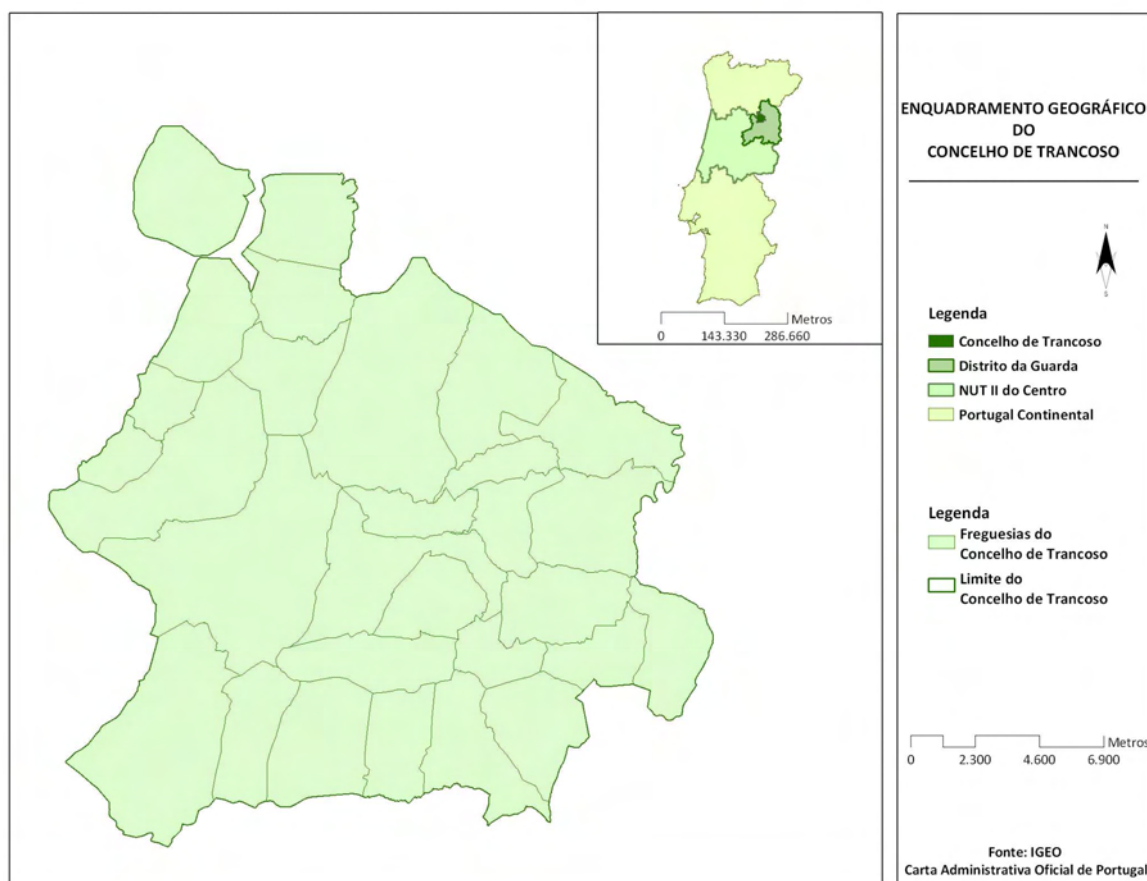 ENQUADRAMENTO GEOGRÁFICO
DO
CONCELHO DE TRANCOSO
N
S
Metros
0 143.330 286.660
Legenda
Concelho de Trancoso
Distrito da Guarda
NUT II do Centro
Portugal Continental
Legenda
Freguesias do
Concelho de Trancoso
Limite do
Concelho de Trancoso
Metros
0 2.300 4.600 6.900
Fonte: IGEO
Carta Administrativa Oficial de Portugal